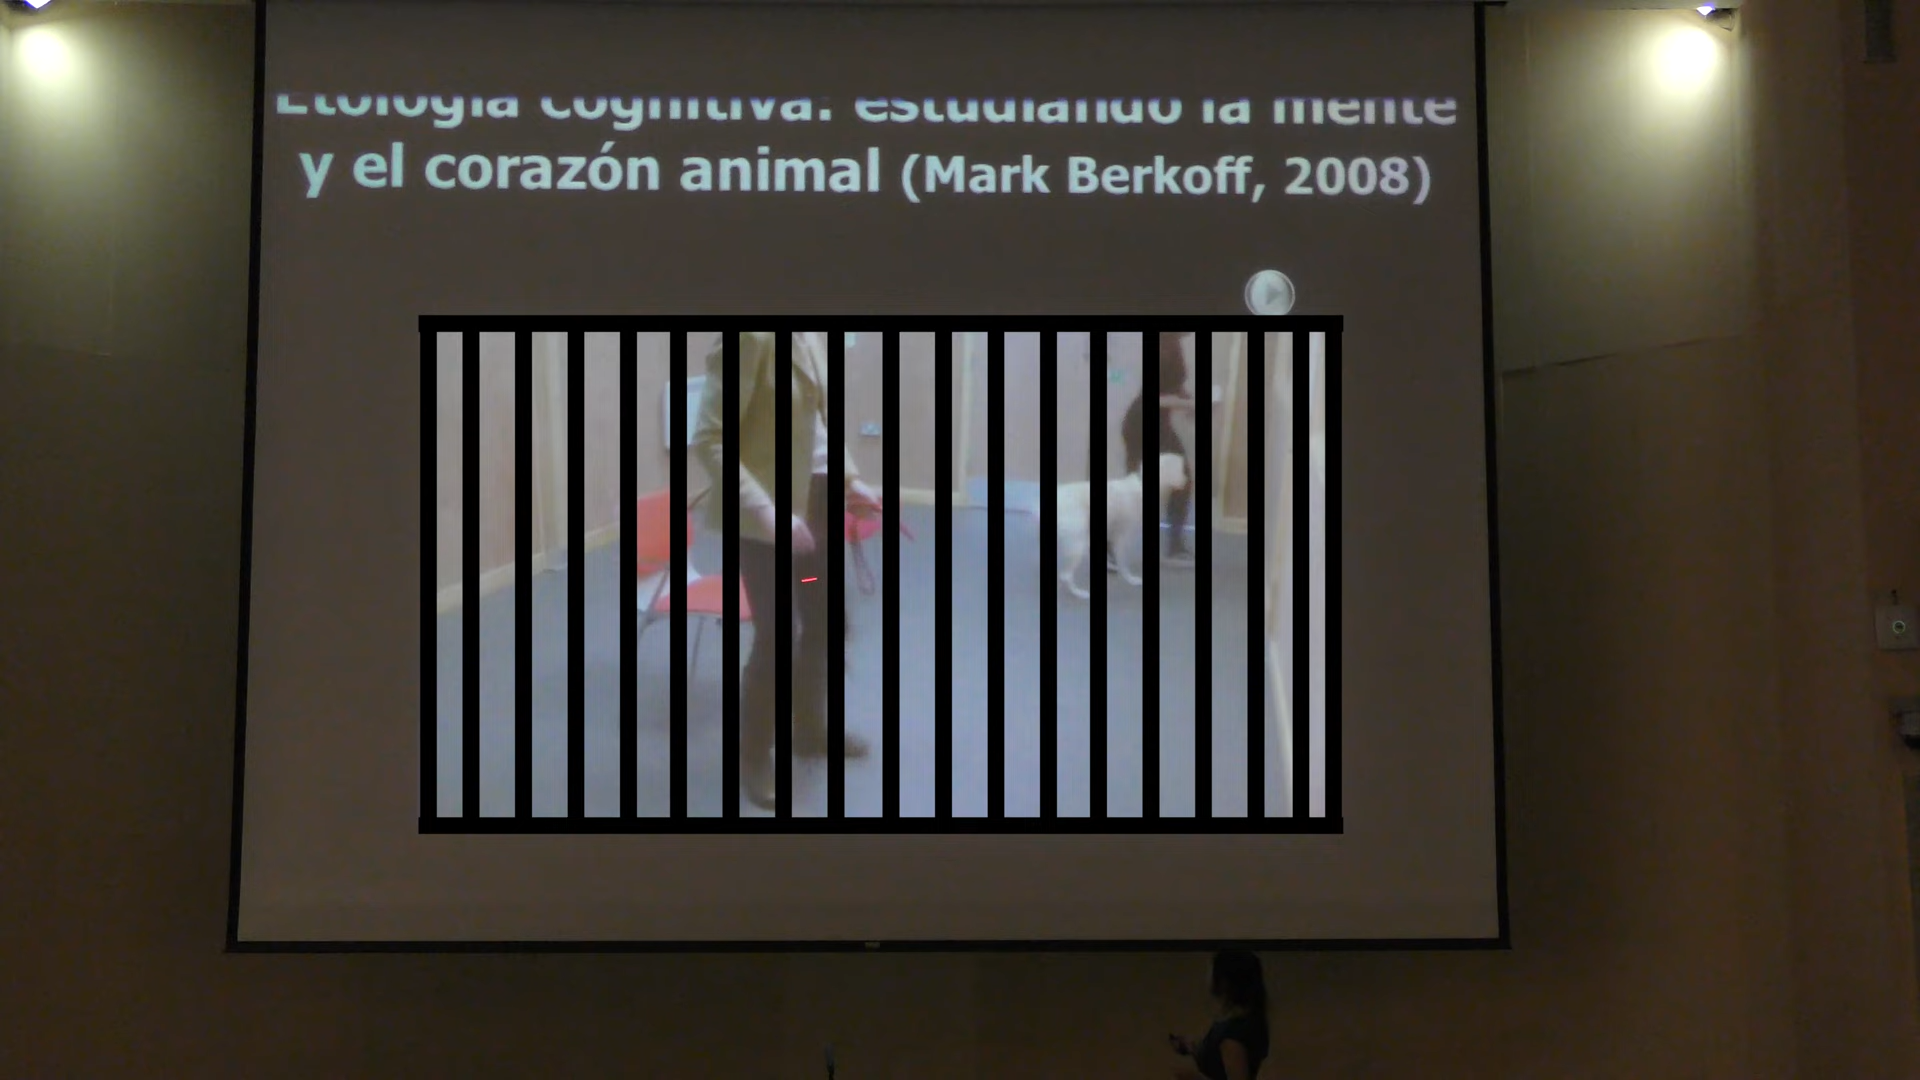 Etología cognitiva: estudiando la mente
y el corazón animal (Mark Berkoff, 2008)